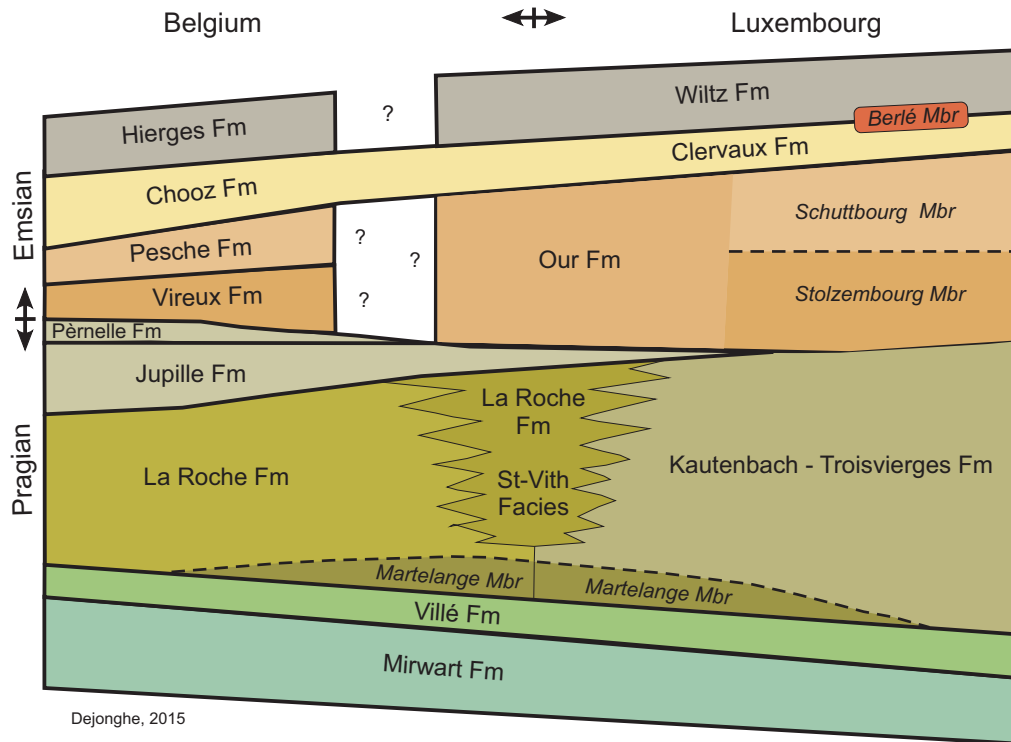 Belgium
Luxembourg
Wiltz Fm
Berlé Mbr
?
Hierges Fm
Clervaux Fm
Chooz Fm
Schuttbourg Mbr
Pesche Fm
?
?
Our Fm
Emsian
Vireux Fm
?
Stolzembourg Mbr
Pèrnelle Fm
Jupille Fm
La Roche
Fm
La Roche Fm
Kautenbach - Troisvierges Fm
St-Vith
Facies
Pragian
Martelange Mbr
Martelange Mbr
Villé Fm
Mirwart Fm
Dejonghe, 2015